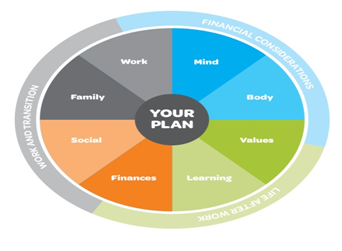 FINANCIAL CONSIDERATIONS
Work
Mind
Family
Body
YOUR
PLAN
Social
Values
Finances
Learning
WORK AND TRANSITION
LIFE AFTER WORK